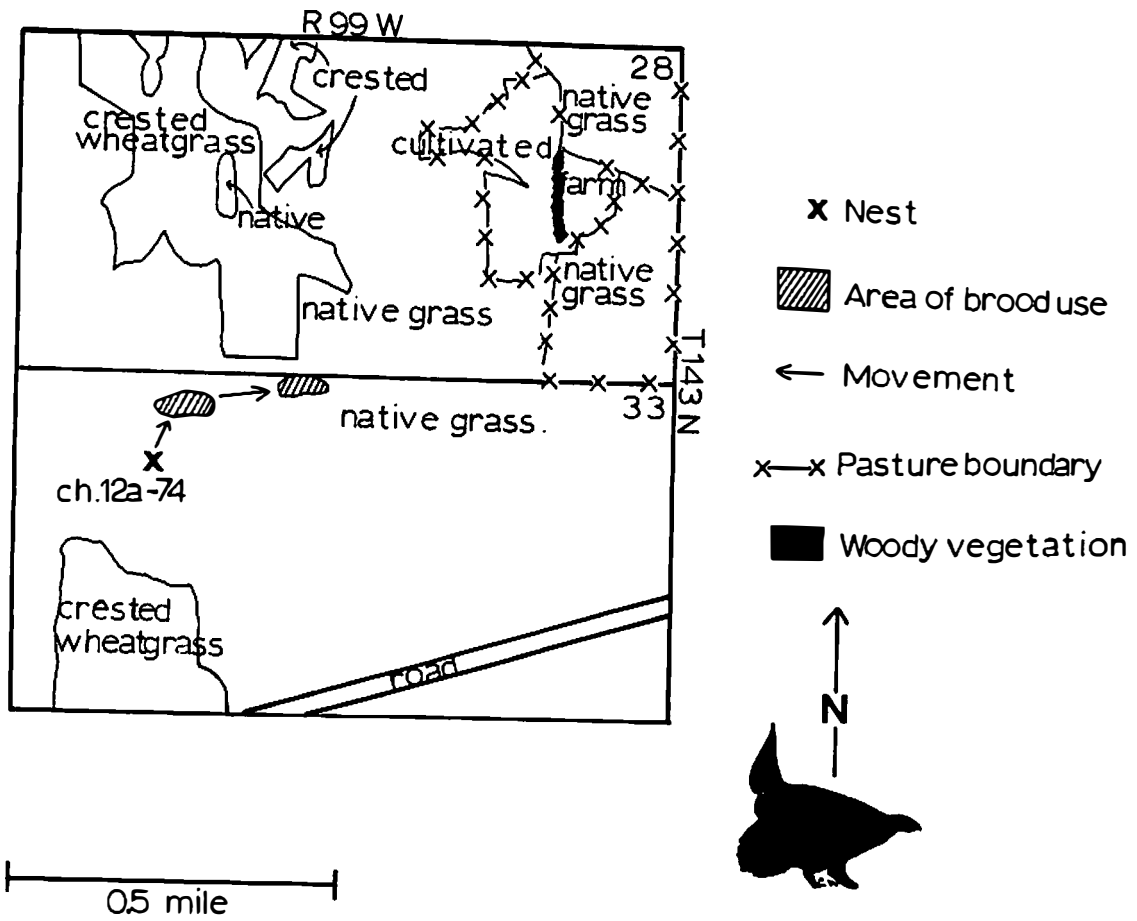 R 99 W
28
crested
native
grass
crested
wheatgrass
cultivated
farm
native
native
grass
native grass
T 143 N
33
native grass.
X
ch.12a-74
crested
wheatgrass
road
X Nest
Area of brood use
Movement
X—X Pasture boundary
Woody vegetation
N
0.5 mile